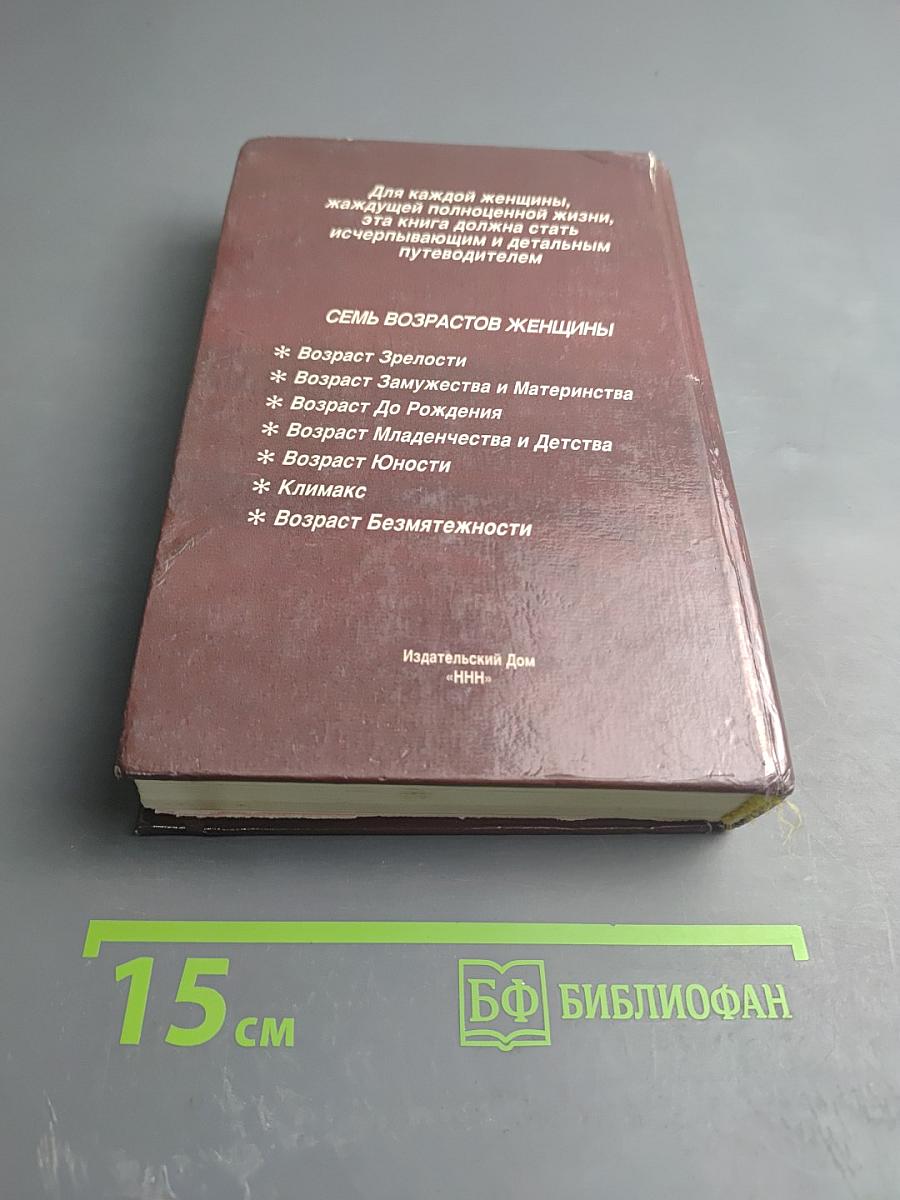 Для каждой женщины,
жаждущей полноценной жизни,
эта книга должна стать
исчерпывающим и детальным
путеводителем
СЕМЬ ВОЗРАСТОВ ЖЕНЩИНЫ
* Возраст Зрелости
* Возраст Замужества и Материнства
* Возраст До Рождения
* Возраст Младенчества и Детства
* Возраст Юности
* Климакс
* Возраст Безмятежности
Издательский Дом
«ННН»
15 см
БФ БИБЛИОФАН